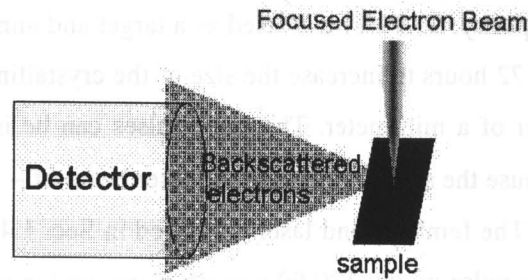 Focused Electron Beam
Backscattered
electrons
Detector
sample